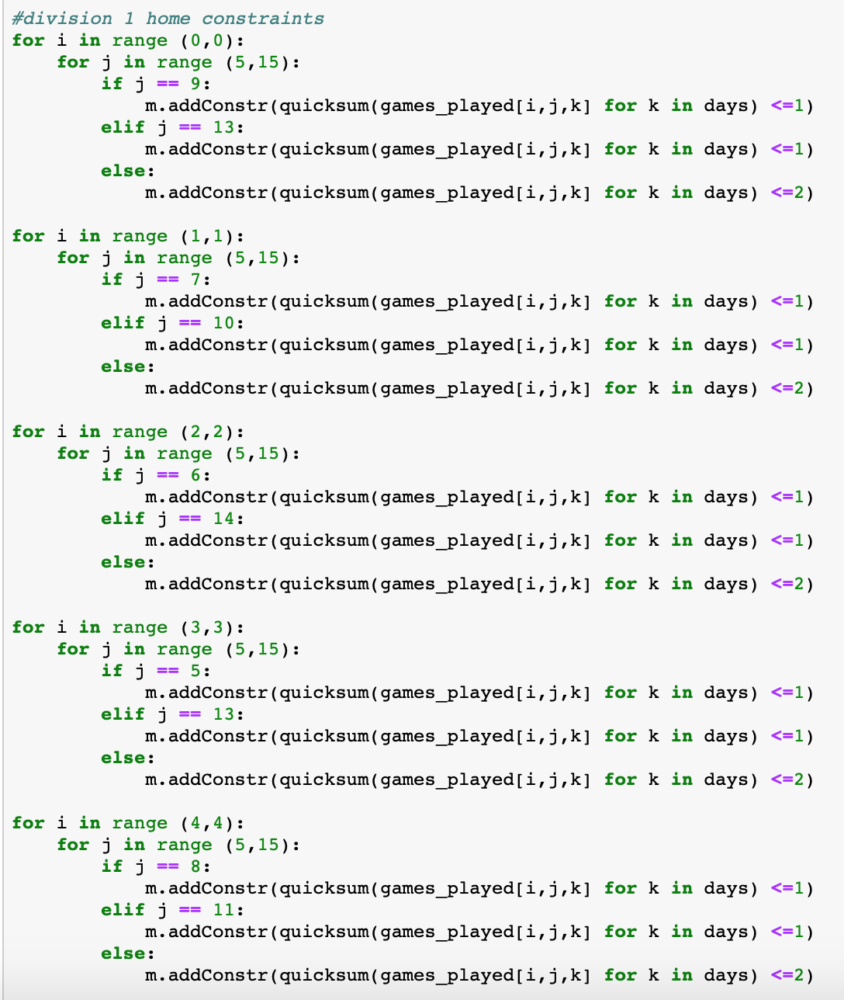 #division 1 home constraints
for i in range (0,0):
    for j in range (5,15):
        if j == 9:
            m.addConstr(quicksum(games_played[i,j,k] for k in days) <=1)
        elif j == 13:
            m.addConstr(quicksum(games_played[i,j,k] for k in days) <=1)
        else:
            m.addConstr(quicksum(games_played[i,j,k] for k in days) <=2)

for i in range (1,1):
    for j in range (5,15):
        if j == 7:
            m.addConstr(quicksum(games_played[i,j,k] for k in days) <=1)
        elif j == 10:
            m.addConstr(quicksum(games_played[i,j,k] for k in days) <=1)
        else:
            m.addConstr(quicksum(games_played[i,j,k] for k in days) <=2)

for i in range (2,2):
    for j in range (5,15):
        if j == 6:
            m.addConstr(quicksum(games_played[i,j,k] for k in days) <=1)
        elif j == 14:
            m.addConstr(quicksum(games_played[i,j,k] for k in days) <=1)
        else:
            m.addConstr(quicksum(games_played[i,j,k] for k in days) <=2)

for i in range (3,3):
    for j in range (5,15):
        if j == 5:
            m.addConstr(quicksum(games_played[i,j,k] for k in days) <=1)
        elif j == 13:
            m.addConstr(quicksum(games_played[i,j,k] for k in days) <=1)
        else:
            m.addConstr(quicksum(games_played[i,j,k] for k in days) <=2)

for i in range (4,4):
    for j in range (5,15):
        if j == 8:
            m.addConstr(quicksum(games_played[i,j,k] for k in days) <=1)
        elif j == 11:
            m.addConstr(quicksum(games_played[i,j,k] for k in days) <=1)
        else:
            m.addConstr(quicksum(games_played[i,j,k] for k in days) <=2)